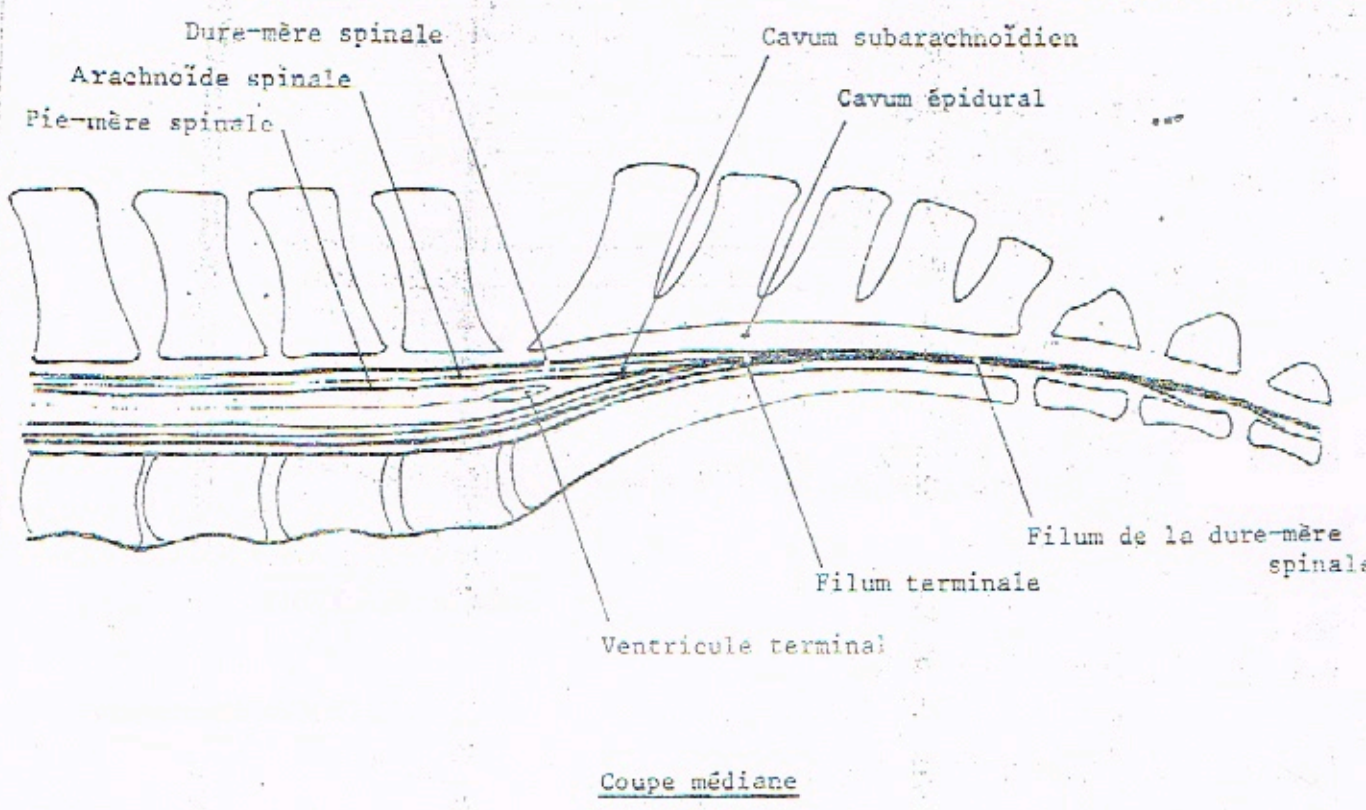 Dure-mère spinale
Cavum subarachnoïdien
Arachnoïde spinale
Cavum épidural
Pie-mère spinale
Filum de la dure-mère
spinale
Filum terminale
Ventricule terminal
Coupe médiane